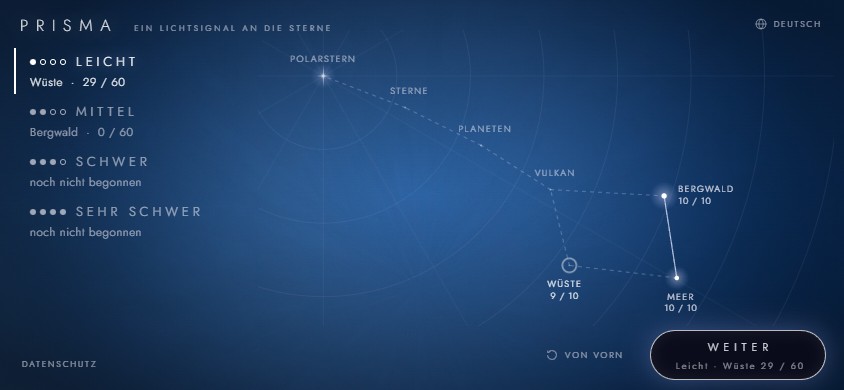 PRISMA
EIN LICHTSIGNAL AN DIE STERNE
DEUTSCH
LEICHT
Wüste · 29 / 60
MITTEL
Bergwald · 0 / 60
SCHWER
noch nicht begonnen
SEHR SCHWER
noch nicht begonnen
POLARSTERN
STERNE
PLANETEN
VULKAN
BERGWALD
10 / 10
WÜSTE
9 / 10
MEER
10 / 10
DATENSCHUTZ
VON VORN
WEITER
Leicht · Wüste 29 / 60